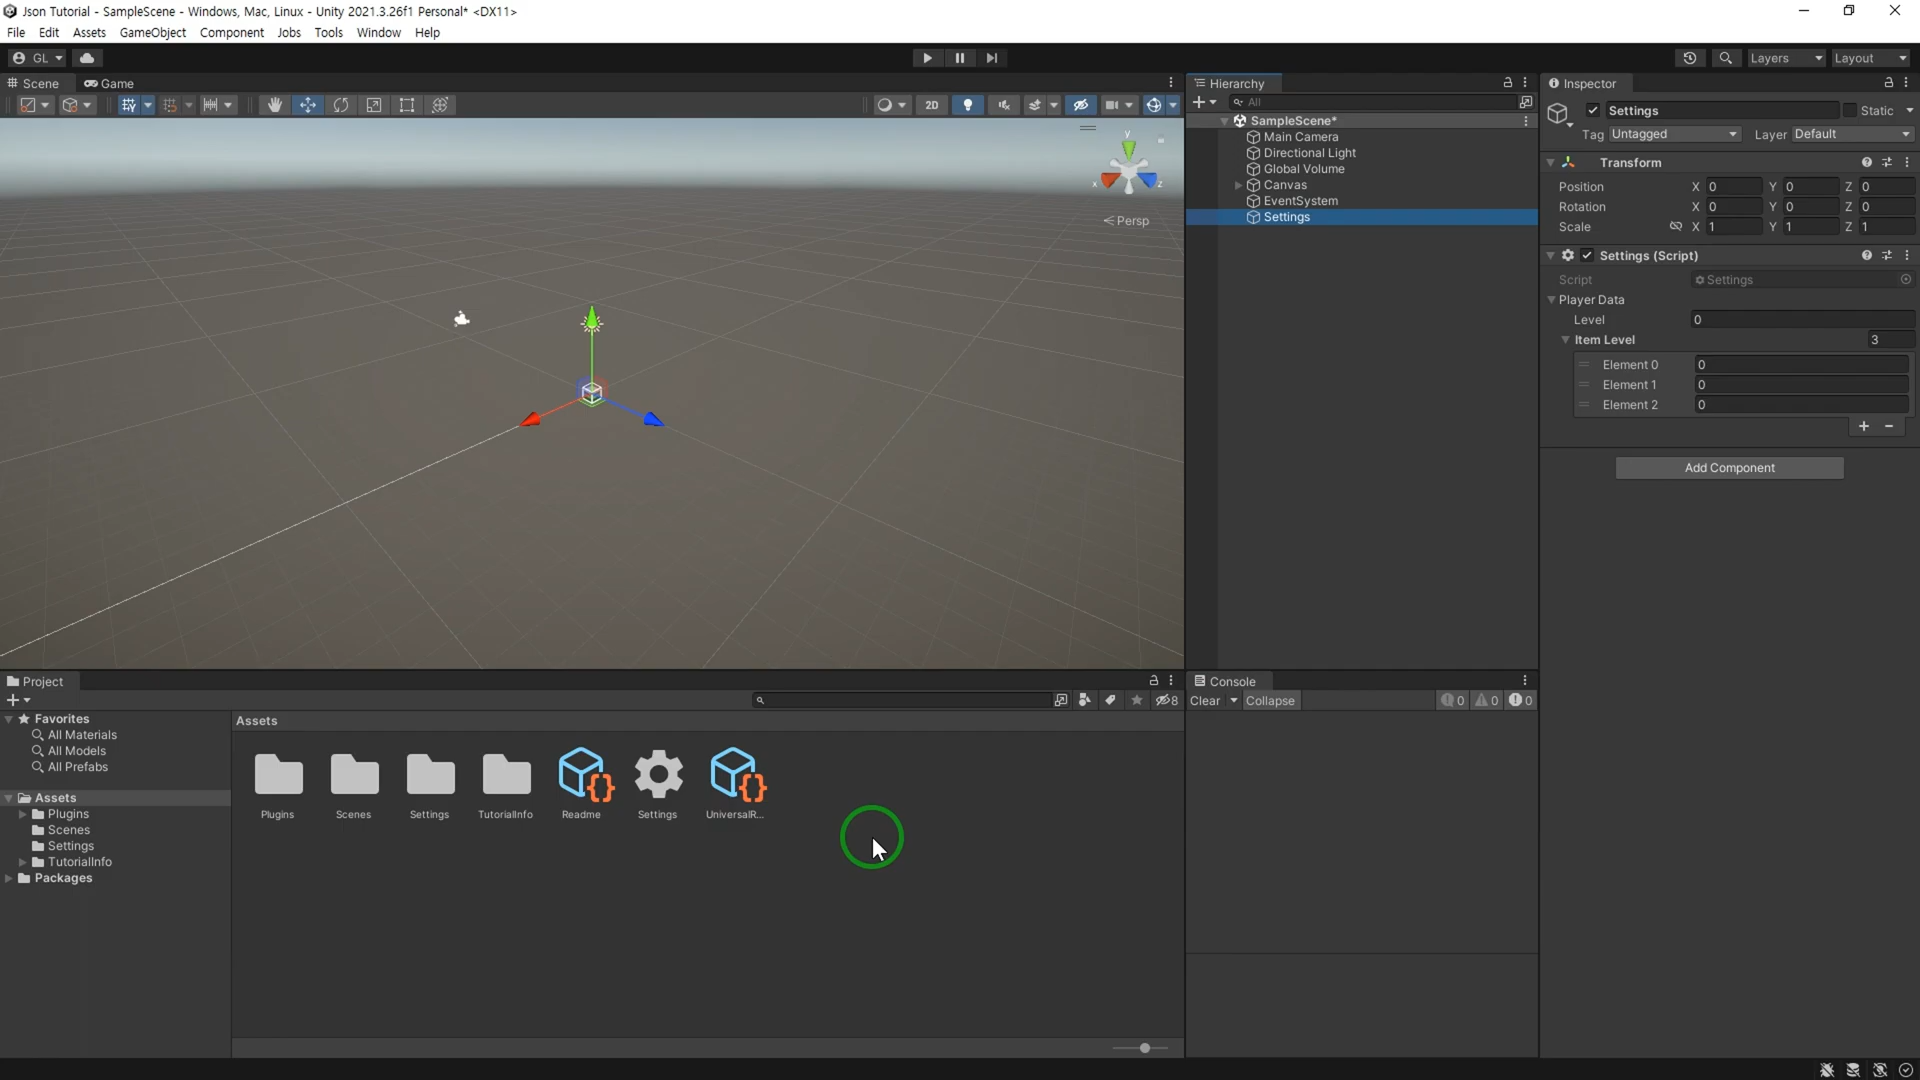 Json Tutorial - SampleScene - Windows, Mac, Linux - Unity 2021.3.26f1 Personal* <DX11>
File Edit Assets GameObject Component Jobs Tools Window Help
GL Layers Layout
Scene Game
2D
y
x z
Persp
Hierarchy
All
SampleScene*
Main Camera
Directional Light
Global Volume
Canvas
EventSystem
Settings
Inspector
Settings Static
Tag Untagged Layer Default
Transform
Position X 0 Y 0 Z 0
Rotation X 0 Y 0 Z 0
Scale X 1 Y 1 Z 1
Settings (Script)
Script Settings
Player Data
Level 0
Item Level 3
Element 0 0
Element 1 0
Element 2 0
Add Component
Project
8
Favorites
All Materials
All Models
All Prefabs
Assets
Plugins
Scenes
Settings
TutorialInfo
Packages
Assets
Plugins Scenes Settings TutorialInfo Readme Settings UniversalR...
Console
Clear Collapse 0 0 0